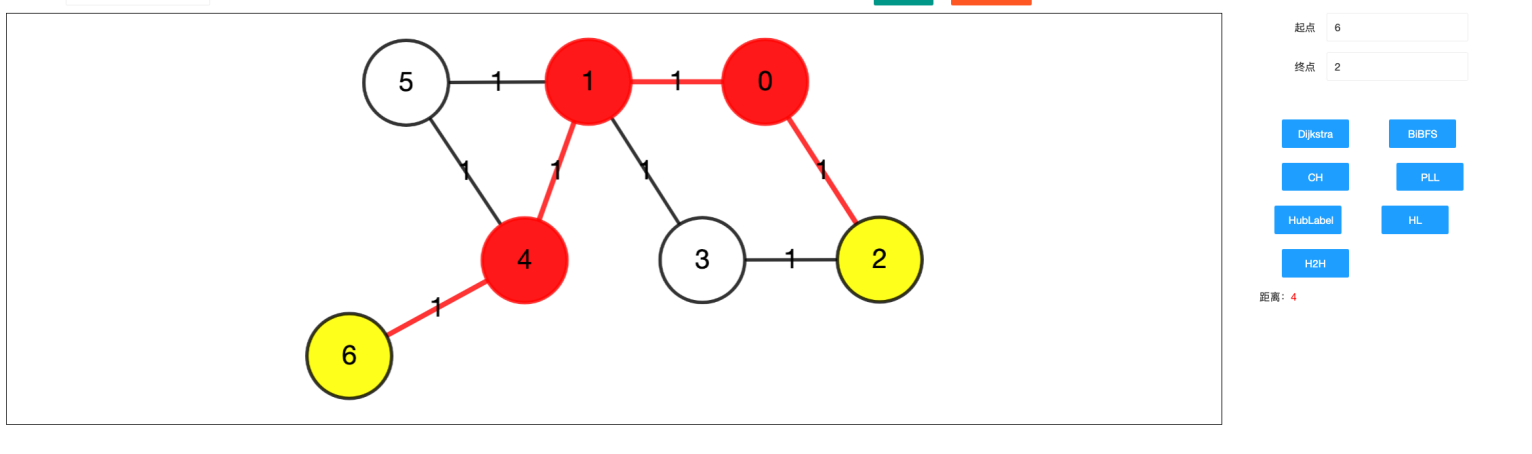 5 1 1 1 0
1 1 1 1
4 3 1 2
1
6
起点 6
终点 2
Dijkstra BiBFS
CH PLL
HubLabel HL
H2H
距离：4